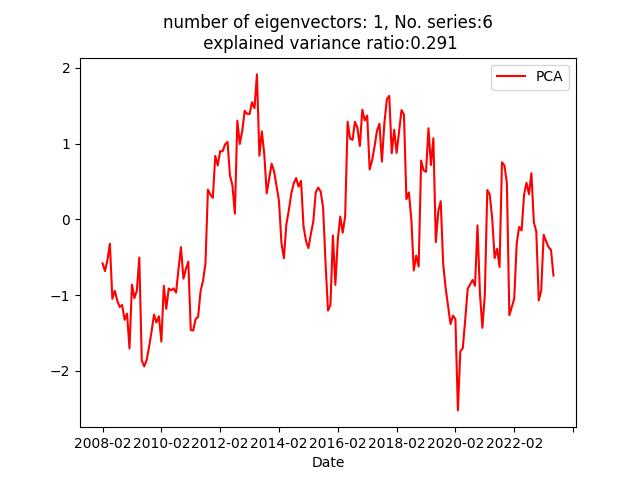 number of eigenvectors: 1, No. series:6
explained variance ratio:0.291
PCA
2
1
0
−1
−2
2008-02 2010-02 2012-02 2014-02 2016-02 2018-02 2020-02 2022-02
Date